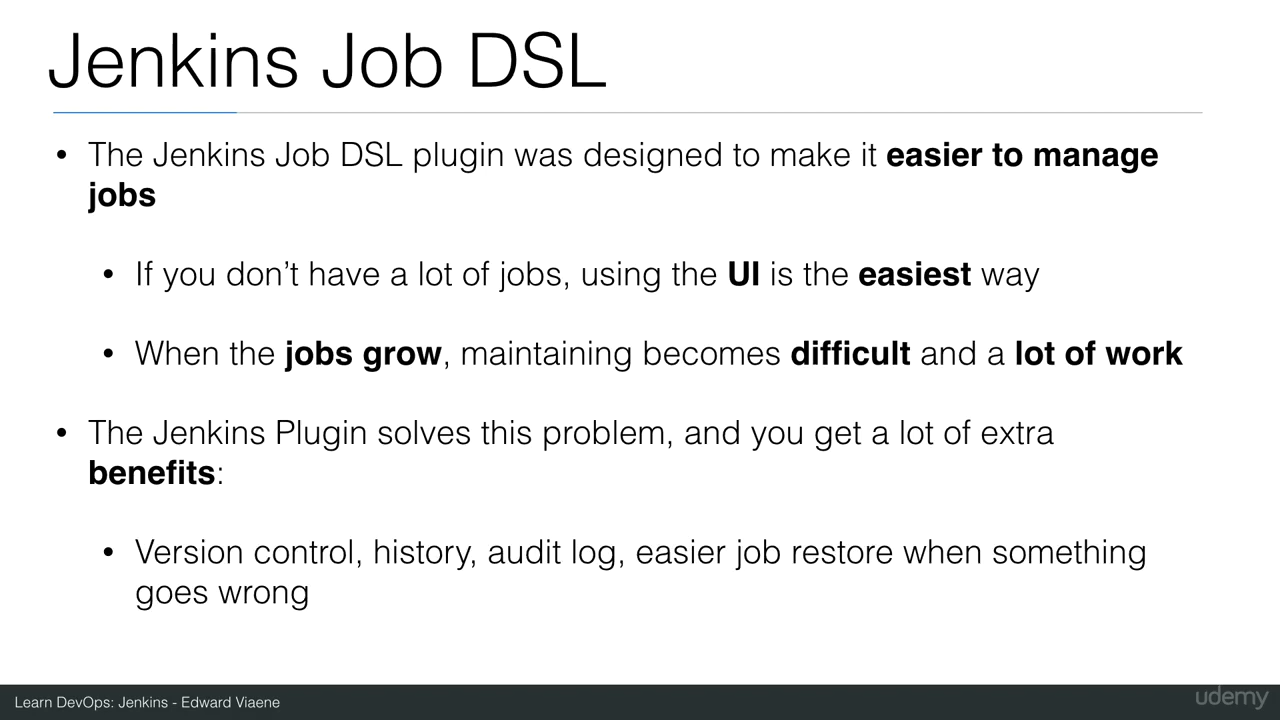 Jenkins Job DSL
• The Jenkins Job DSL plugin was designed to make it easier to manage
jobs
• If you don’t have a lot of jobs, using the UI is the easiest way
• When the jobs grow, maintaining becomes difficult and a lot of work
• The Jenkins Plugin solves this problem, and you get a lot of extra
benefits:
• Version control, history, audit log, easier job restore when something
goes wrong
Learn DevOps: Jenkins - Edward Viaene
udemy